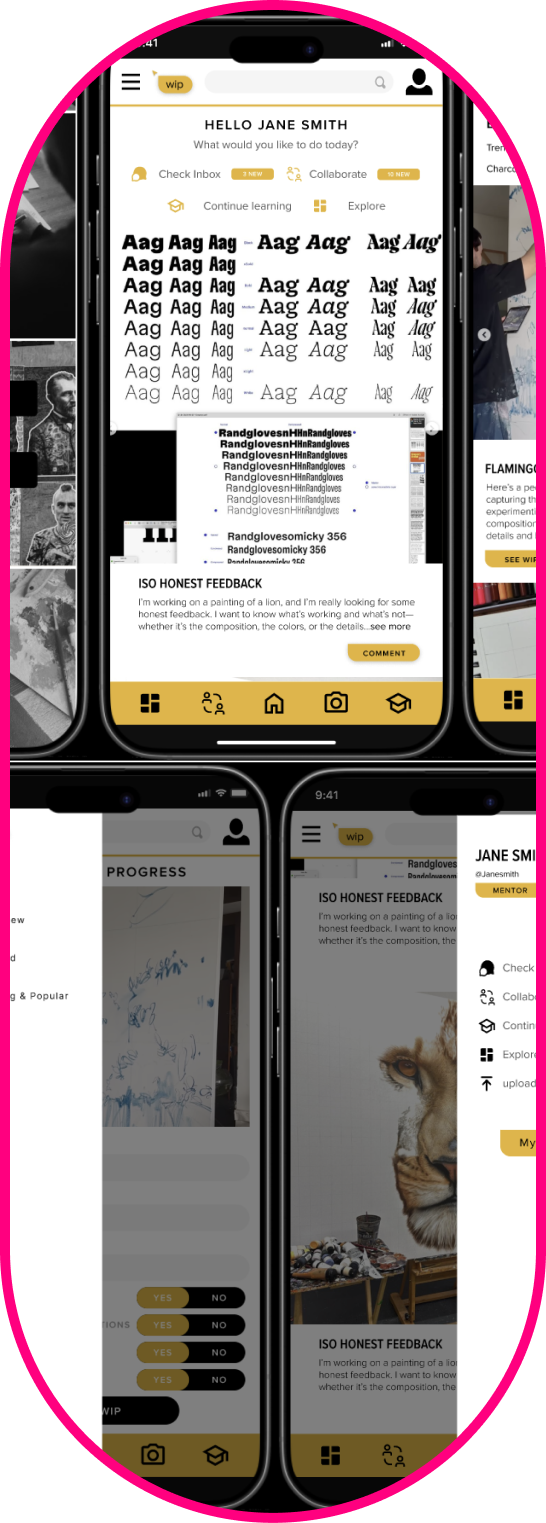 :41
wip
HELLO JANE SMITH
What would you like to do today?
Check Inbox 3 NEW Collaborate 10 NEW
Continue learning Explore
Aag Aag Aag Aag Aag Aag Aag
Aag Aag Aag
Aag Aag Aag Aag Aag Aag Aag
Aag Aag Aag Aag Aag Aag Aag
Aag Aag Aag Aag Aag Aag Aag
Aag Aag Aag Aag Aag Aag Aag
Aag Aag Aag
Aag Aag Aag Aag Aag Aag Aag
RandglovesnHHnRandgloves
RandglovesnHHnRandgloves
RandglovesnHHnRandgloves
RandglovesnHHnRandgloves
RandglovesnHHnRandgloves
RandglovesnHHnRandgloves
RandglovesnHHnRandgloves
RandglovesnHHnRandgloves
Randglovesomicky 356
Randglovesomicky 356
Randglovesomicky 356
ISO HONEST FEEDBACK
I'm working on a painting of a lion, and I'm really looking for some
honest feedback. I want to know what's working and what's not—
whether it's the composition, the colors, or the details...see more
COMMENT
Tren
Charco
FLAMINGO
Here's a pe
capturing th
experimenti
composition
details and
SEE WIP
ew
d
g & Popular
PROGRESS
YES NO
TIONS YES NO
YES NO
YES NO
WIP
9:41
wip
Randgloves
Randglovesom
ISO HONEST FEEDBACK
I'm working on a painting of a lio
honest feedback. I want to know
whether it's the composition, the
ISO HONEST FEEDBACK
I'm working on a painting of a lio
honest feedback. I want to know
whether it's the composition, the
JANE SMI
@Janesmith
MENTOR
Check
Collabo
Contin
Explore
upload
My